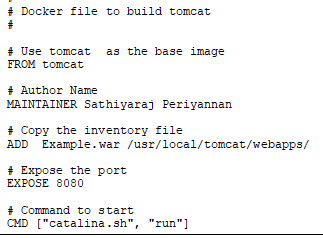 # Docker file to build tomcat
#
# Use tomcat  as the base image
FROM tomcat
# Author Name
MAINTAINER Sathiyaraj Periyannan
# Copy the inventory file
ADD  Example.war /usr/local/tomcat/webapps/
# Expose the port
EXPOSE 8080
# Command to start
CMD ["catalina.sh", "run"]